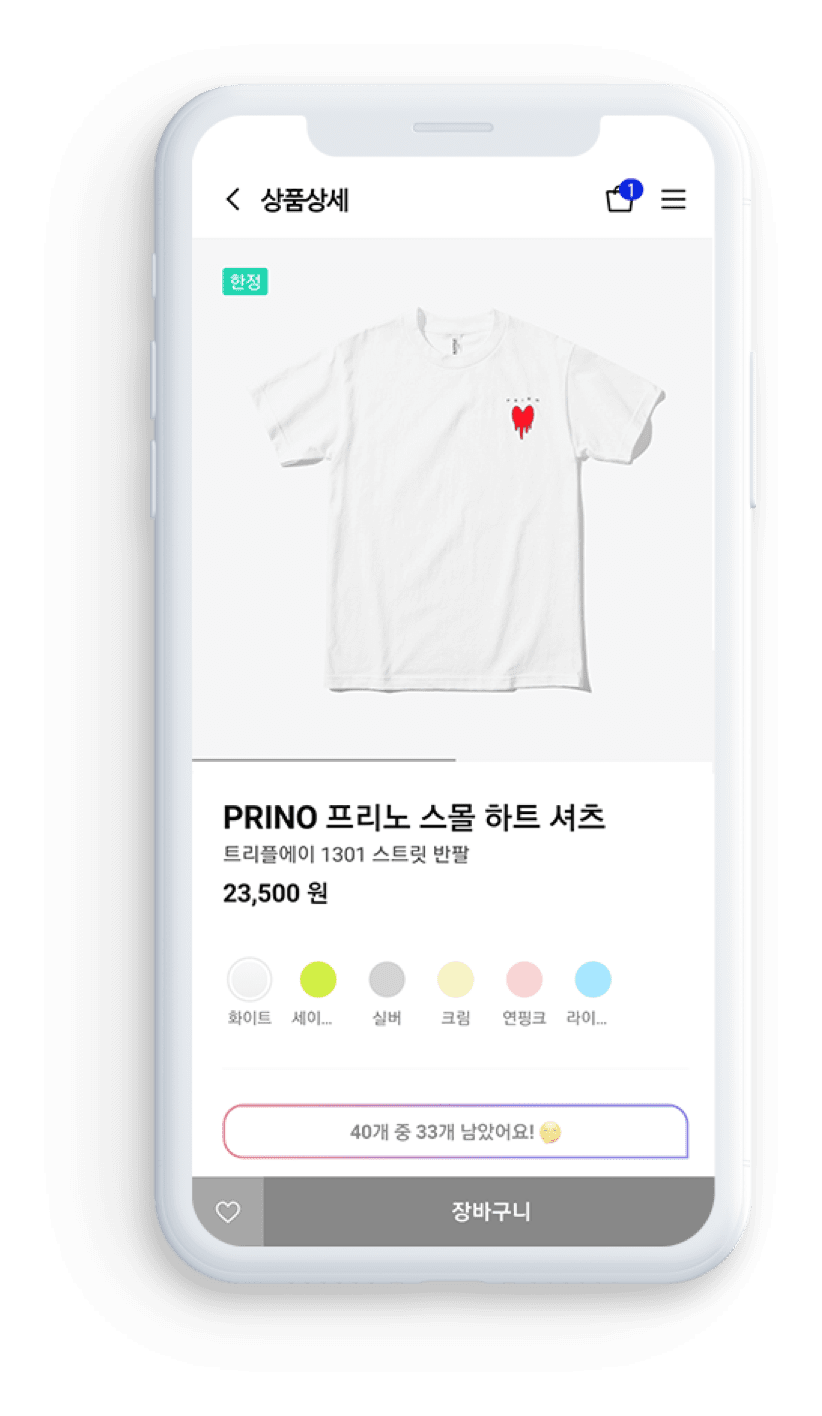 상품상세
1
한정
PRINO
PRINO 프리노 스몰 하트 셔츠
트리플에이 1301 스트릿 반팔
23,500 원
화이트 세이... 실버 크림 연핑크 라이...
40개 중 33개 남았어요!
장바구니